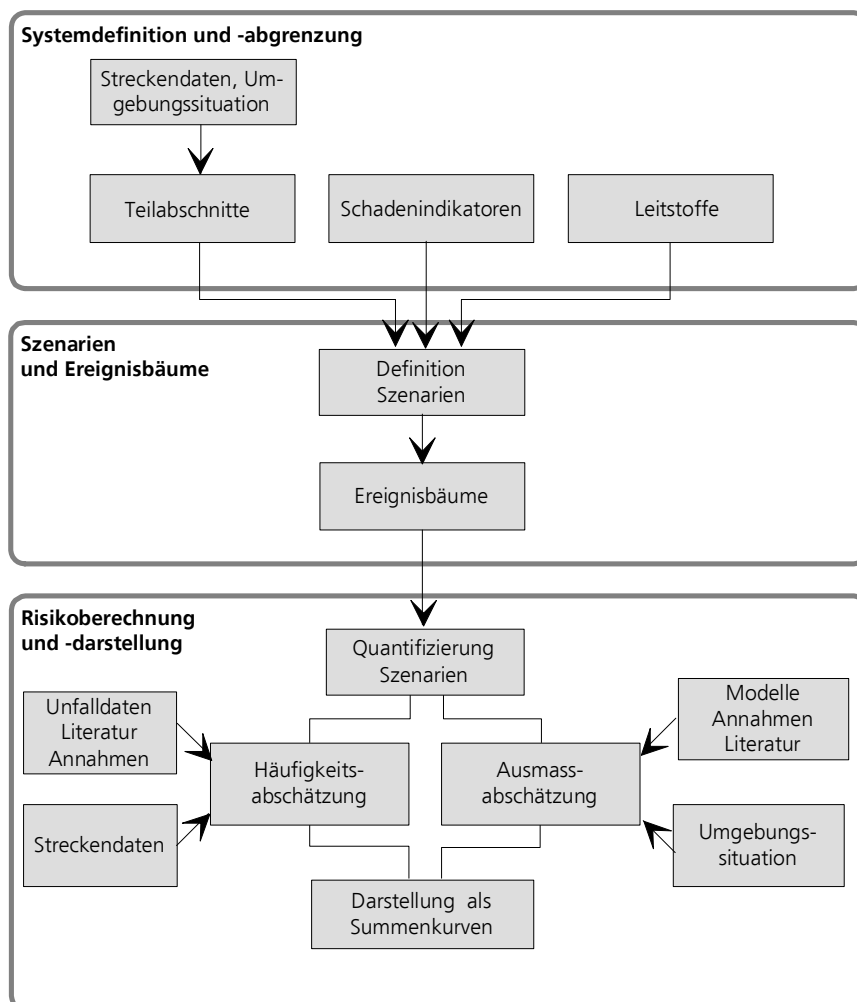 Systemdefinition und -abgrenzung
Streckendaten, Um-
gebungssituation
Teilabschnitte
Schadenindikatoren
Leitstoffe
Szenarien
und Ereignisbäume
Definition
Szenarien
Ereignisbäume
Risikoberechnung
und -darstellung
Quantifizierung
Szenarien
Unfalldaten
Literatur
Annahmen
Modelle
Annahmen
Literatur
Häufigkeits-
abschätzung
Ausmass-
abschätzung
Streckendaten
Umgebungs-
situation
Darstellung als
Summenkurven